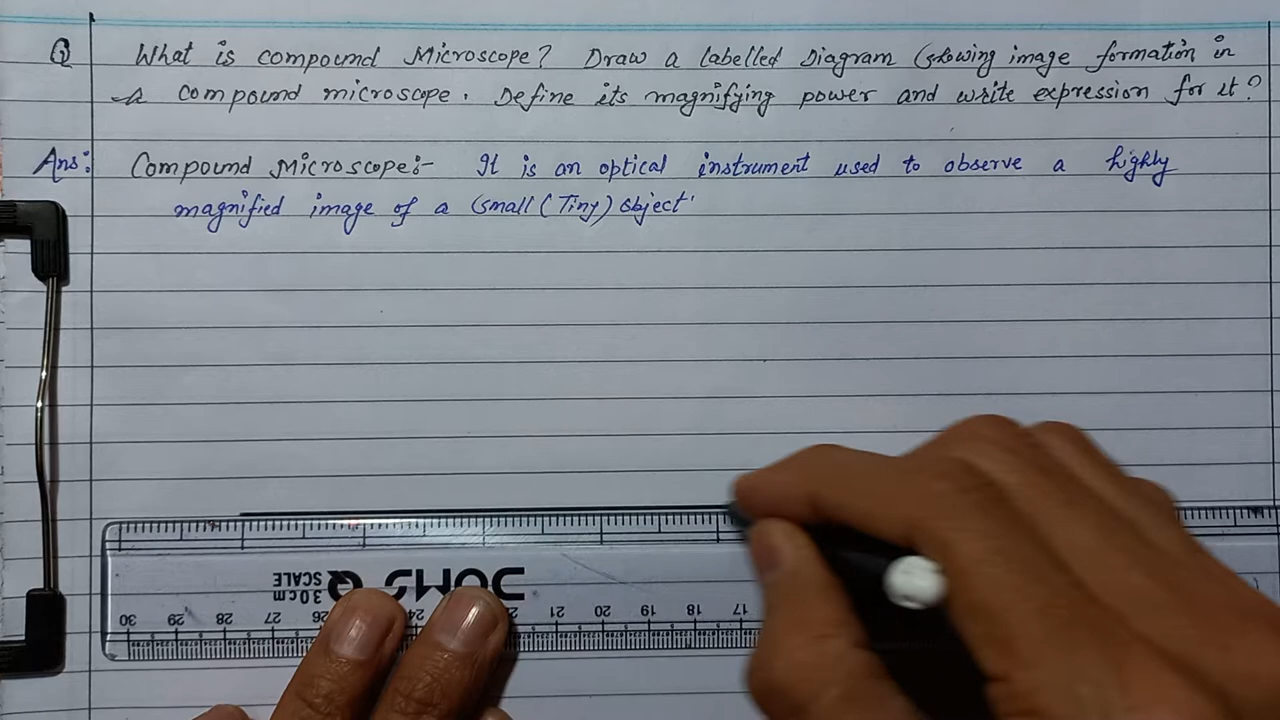 Q What is compound Microscope? Draw a labelled Diagram showing image formation in
a compound microscope. Define its magnifying power and write expression for it?
Ans: Compound Microscope:- It is an optical instrument used to observe a highly
magnified image of a small (Tiny) object.
DOMS Q SCALE
30cm
30 29 28 27 26 24 21 20 19 18 17